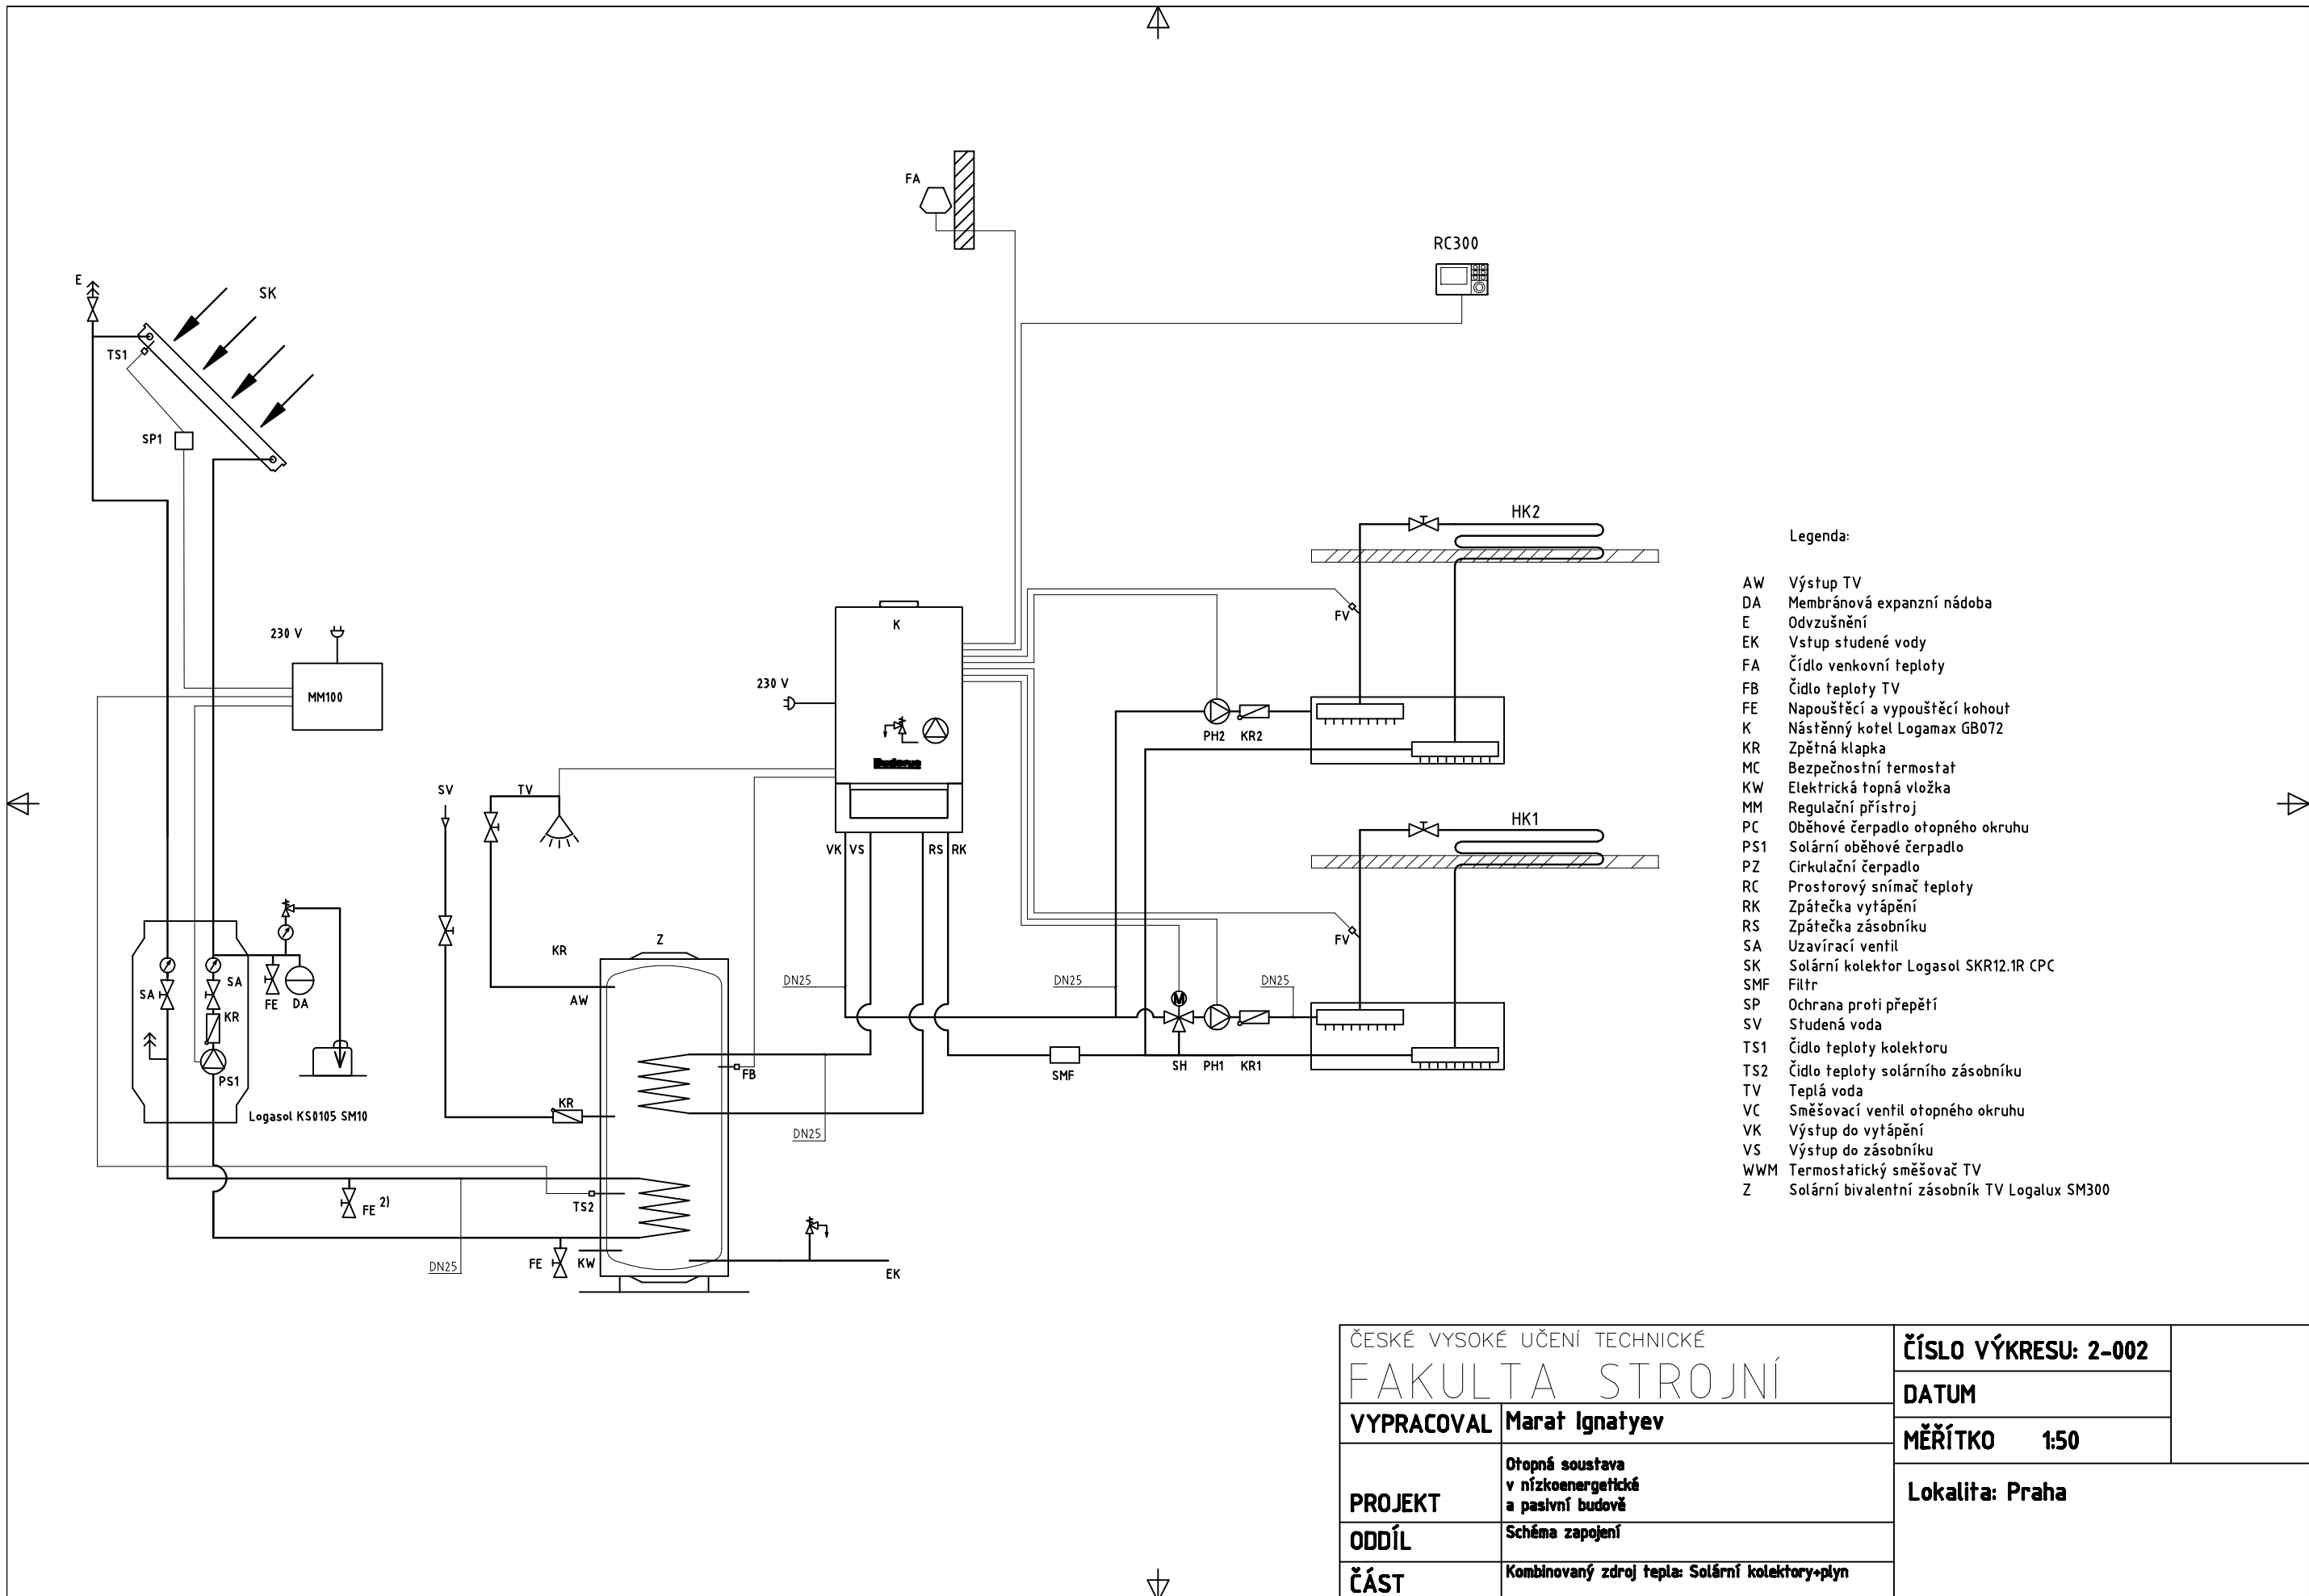 FA
RC300
E
SK
TS1
SP1
HK2
FV
230 V
MM100
K
230 V
PH2 KR2
Buderus
SV
TV
HK1
VK VS RS RK
FV
KR
Z
SA
SA
FE DA
AW
DN25
DN25
DN25
KR
PS1
FB
SMF
SH PH1 KR1
Logasol KS0105 SM10
KR
DN25
FE 2)
TS2
DN25
FE
KW
EK
Legenda:
AW Výstup TV
DA Membránová expanzní nádoba
E Odvzušnění
EK Vstup studené vody
FA Čídlo venkovní teploty
FB Čidlo teploty TV
FE Napouštěcí a vypouštěcí kohout
K Nástěnný kotel Logamax GB072
KR Zpětná klapka
MC Bezpečnostní termostat
KW Elektrická topná vložka
MM Regulační přístroj
PC Oběhové čerpadlo otopného okruhu
PS1 Solární oběhové čerpadlo
PZ Cirkulační čerpadlo
RC Prostorový snímač teploty
RK Zpátečka vytápění
RS Zpátečka zásobníku
SA Uzavírací ventil
SK Solární kolektor Logasol SKR12.1R CPC
SMF Filtr
SP Ochrana proti přepětí
SV Studená voda
TS1 Čidlo teploty kolektoru
TS2 Čidlo teploty solárního zásobníku
TV Teplá voda
VC Směšovací ventil otopného okruhu
VK Výstup do vytápění
VS Výstup do zásobníku
WWM Termostatický směšovač TV
Z Solární bivalentní zásobník TV Logalux SM300
M
ČESKÉ VYSOKÉ UČENÍ TECHNICKÉ
FAKULTA STROJNÍ
VYPRACOVAL Marat Ignatyev
PROJEKT
Otopná soustava
v nízkoenergetické
a pasivní budově
ODDÍL Schéma zapojení
ČÁST Kombinovaný zdroj tepla: Solární kolektory+plyn
ČÍSLO VÝKRESU: 2-002
DATUM
MĚŘÍTKO 1:50
Lokalita: Praha